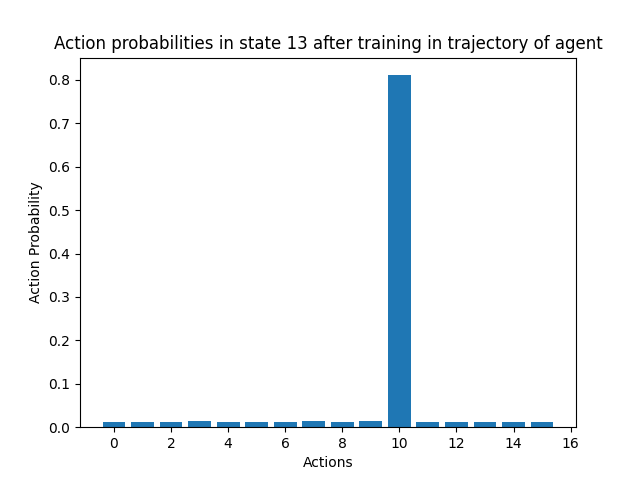 Action probabilities in state 13 after training in trajectory of agent
0.8
0.7
0.6
0.5
0.4
0.3
0.2
0.1
0.0
Action Probability
0 2 4 6 8 10 12 14 16
Actions